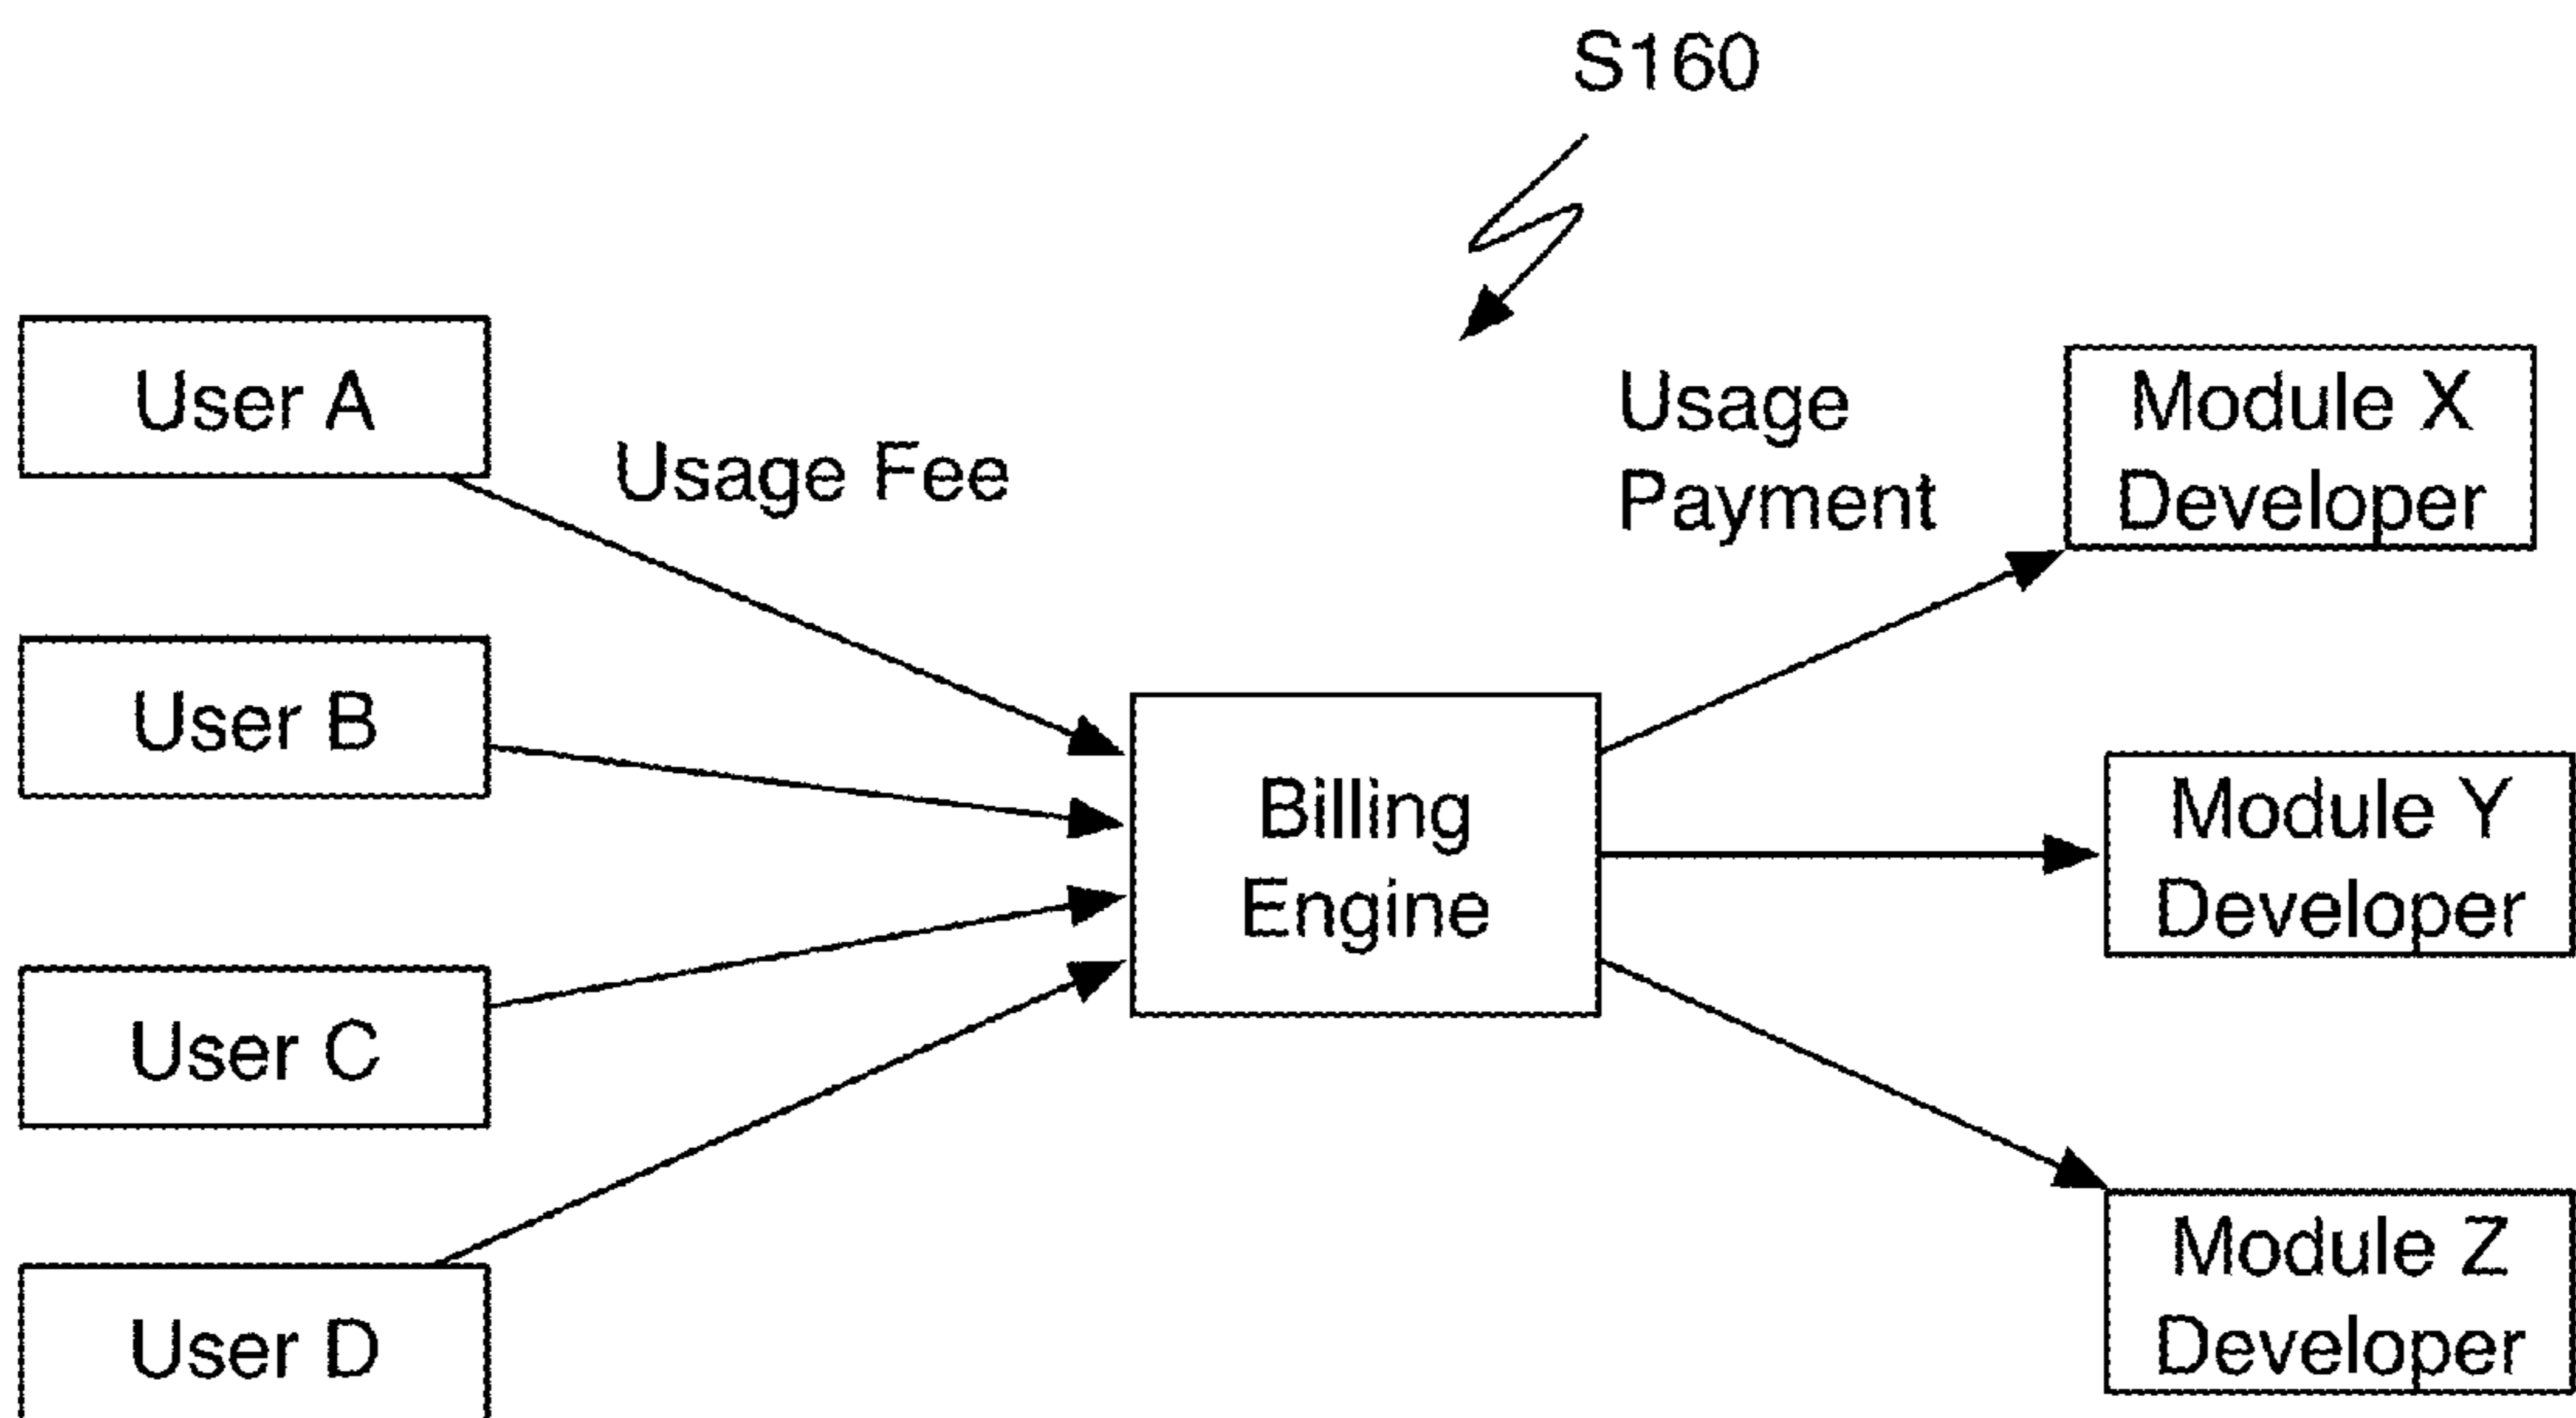 S160
User A
Usage Fee
Usage
Payment
Module X
Developer
User B
Billing
Engine
Module Y
Developer
User C
User D
Module Z
Developer